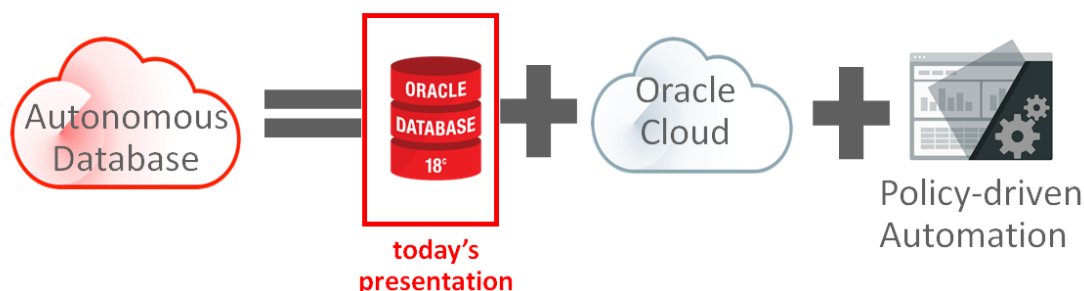 Autonomous
Database
ORACLE
DATABASE
18c
today's
presentation
Oracle
Cloud
Policy-driven
Automation